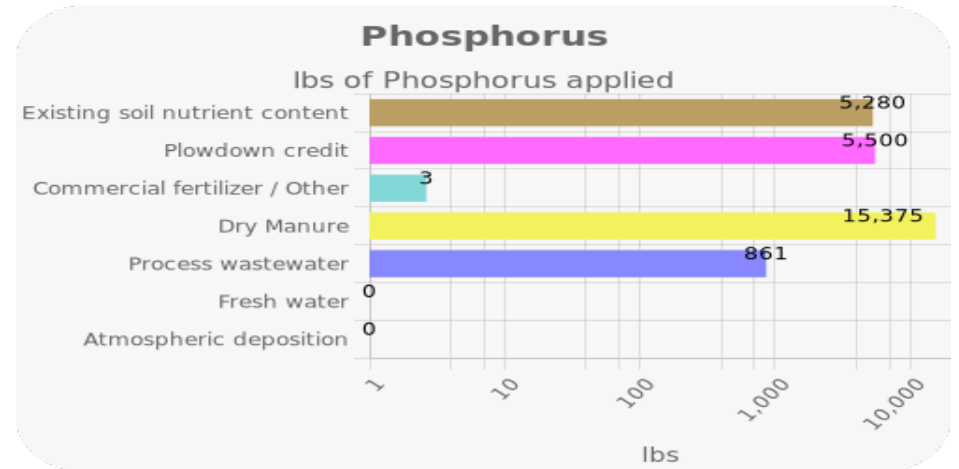 Phosphorus
lbs of Phosphorus applied
Existing soil nutrient content 5,280
Plowdown credit 5,500
Commercial fertilizer / Other 3
Dry Manure 15,375
Process wastewater 861
Fresh water 0
Atmospheric deposition 0
1 10 100 1,000 10,000
lbs